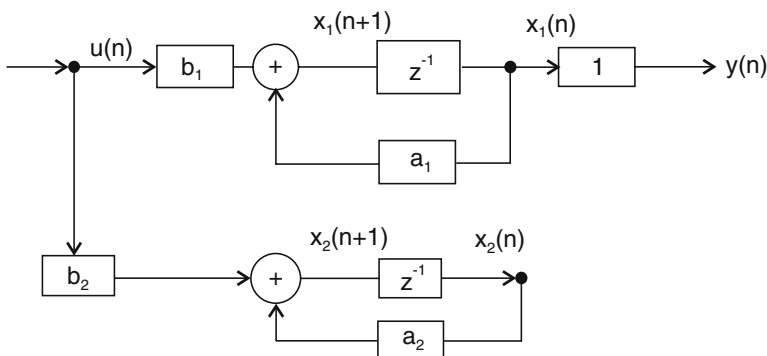 x₁(n+1) x₁(n)
u(n) b₁ + z⁻¹ 1 y(n)
a₁
x₂(n+1) x₂(n)
b₂ + z⁻¹
a₂